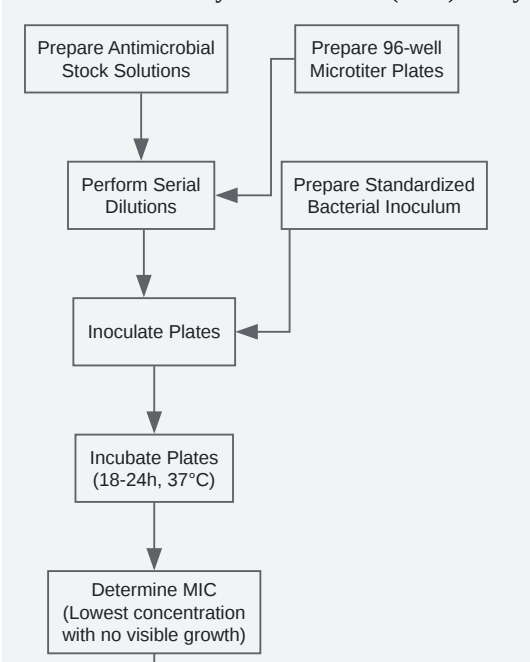 Prepare Antimicrobial
Stock Solutions
Prepare 96-well
Microtiter Plates
Perform Serial
Dilutions
Prepare Standardized
Bacterial Inoculum
Inoculate Plates
Incubate Plates
(18-24h, 37°C)
Determine MIC
(Lowest concentration
with no visible growth)